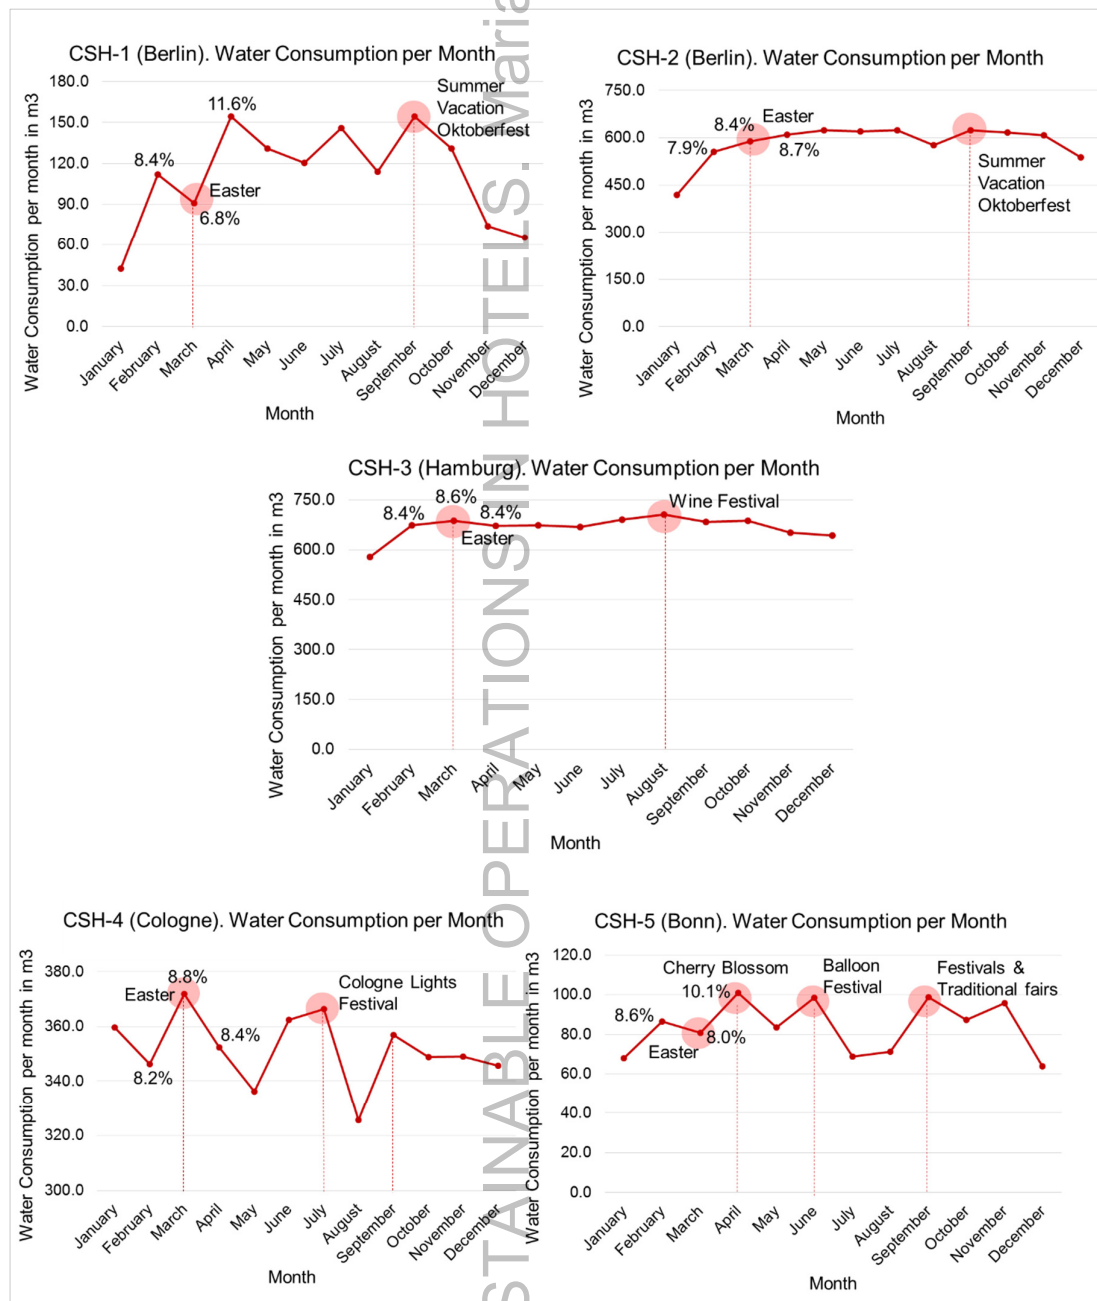 CSH-1 (Berlin). Water Consumption per Month
Water Consumption per month in m3
180.0
150.0
120.0
90.0
60.0
30.0
0.0
8.4%
6.8%
11.6%
Easter
Summer
Vacation
Oktoberfest
January
February
March
April
May
June
July
August
September
October
November
December
Month
CSH-2 (Berlin). Water Consumption per Month
Water Consumption per month in m3
750.0
600.0
450.0
300.0
150.0
0.0
7.9%
8.4%
8.7%
Easter
Summer
Vacation
Oktoberfest
January
February
March
April
May
June
July
August
September
October
November
December
Month
CSH-3 (Hamburg). Water Consumption per Month
Water Consumption per month in m3
750.0
600.0
450.0
300.0
150.0
0.0
8.4%
8.6%
8.4%
Easter
Wine Festival
January
February
March
April
May
June
July
August
September
October
November
December
Month
CSH-4 (Cologne). Water Consumption per Month
Water Consumption per month in m3
380.0
360.0
340.0
320.0
300.0
Easter
8.8%
8.2%
8.4%
Cologne Lights
Festival
January
February
March
April
May
June
July
August
September
October
November
December
Month
CSH-5 (Bonn). Water Consumption per Month
Water Consumption per month in m3
120.0
100.0
80.0
60.0
40.0
20.0
0.0
8.6%
Easter
8.0%
Cherry Blossom
10.1%
Balloon
Festival
Festivals &
Traditional fairs
January
February
March
April
May
June
July
August
September
October
November
December
Month
STAINABLE OPERATIONS IN HOTELS. Maria